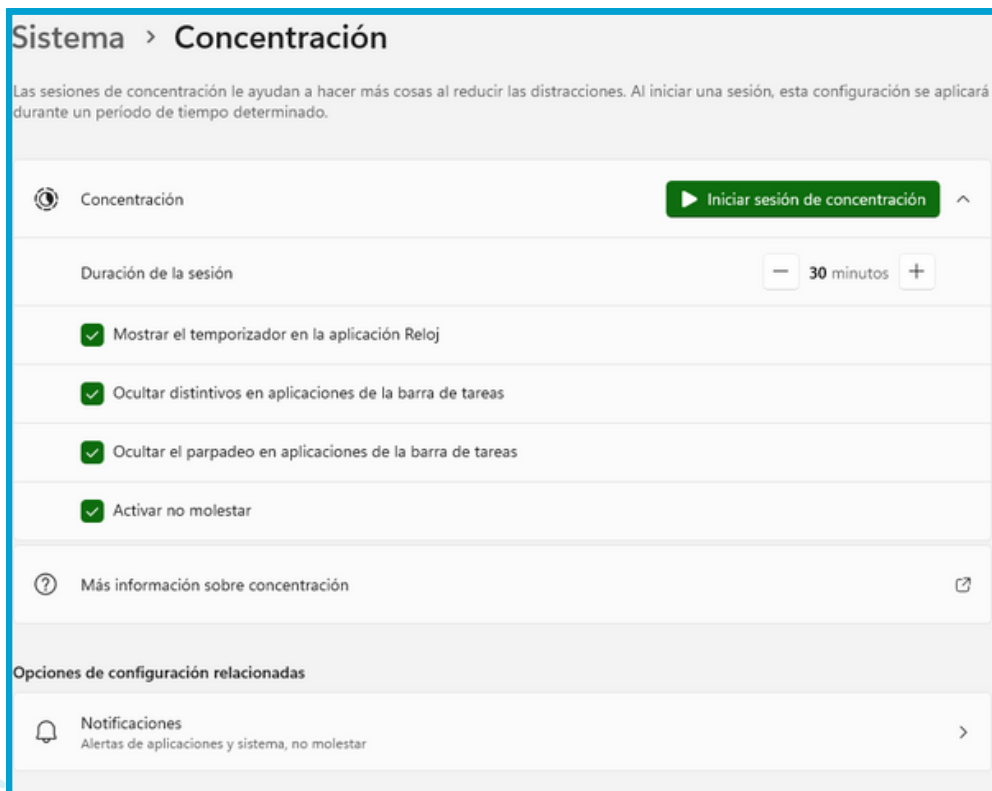 Sistema > Concentración
Las sesiones de concentración le ayudan a hacer más cosas al reducir las distracciones. Al iniciar una sesión, esta configuración se aplicará
durante un período de tiempo determinado.
Concentración
Iniciar sesión de concentración
Duración de la sesión
30 minutos
Mostrar el temporizador en la aplicación Reloj
Ocultar distintivos en aplicaciones de la barra de tareas
Ocultar el parpadeo en aplicaciones de la barra de tareas
Activar no molestar
Más información sobre concentración
Opciones de configuración relacionadas
Notificaciones
Alertas de aplicaciones y sistema, no molestar